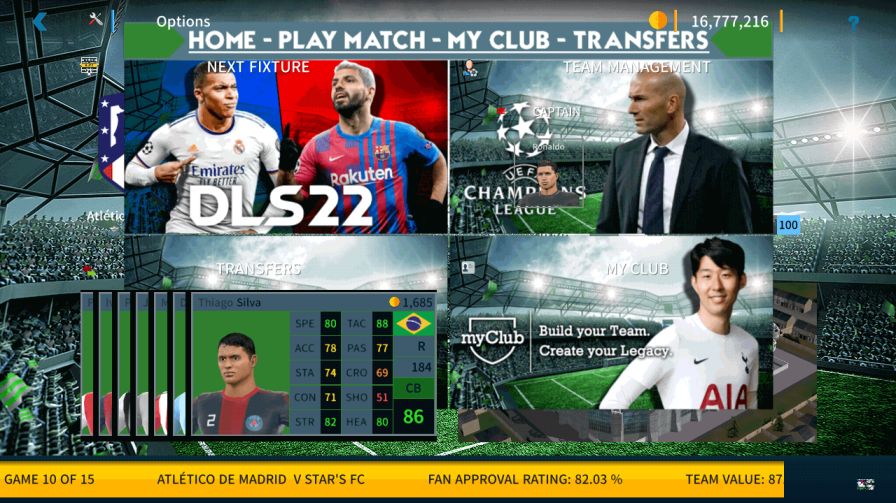 Options
16,777,216
?
HOME - PLAY MATCH - MY CLUB - TRANSFERS
NEXT FIXTURE
TEAM MANAGEMENT
Emirates
FLY BETTER
Rakuten
DLS22
CAPTAIN
Ronaldo
UEFA
CHAMPIONS
LEAGUE
Atlétic
100
TRANSFERS
MY CLUB
Thiago Silva
1,685
SPE 80 TAC 88
ACC 78 PAS 77 R
STA 74 CRO 69 184
CON 71 SHO 51 CB
STR 82 HEA 80 86
2
myClub
Build your Team.
Create your Legacy.
AIA
GAME 10 OF 15
ATLÉTICO DE MADRID V STAR'S FC
FAN APPROVAL RATING: 82.03 %
TEAM VALUE: 87